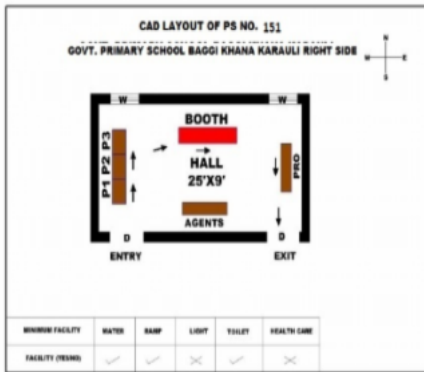 CAD LAYOUT OF PS NO. 151
GOVT. PRIMARY SCHOOL BAGGI KHANA KARAULI RIGHT SIDE
N
W E
S
W W
BOOTH
P1 P2 P3
HALL
25'X9'
PRO
AGENTS
D D
ENTRY EXIT
MINIMUM FACILITY WATER RAMP LIGHT TOILET HEALTH CARE
FACILITY (YES/NO) ✓ ✓ ✗ ✓ ✗